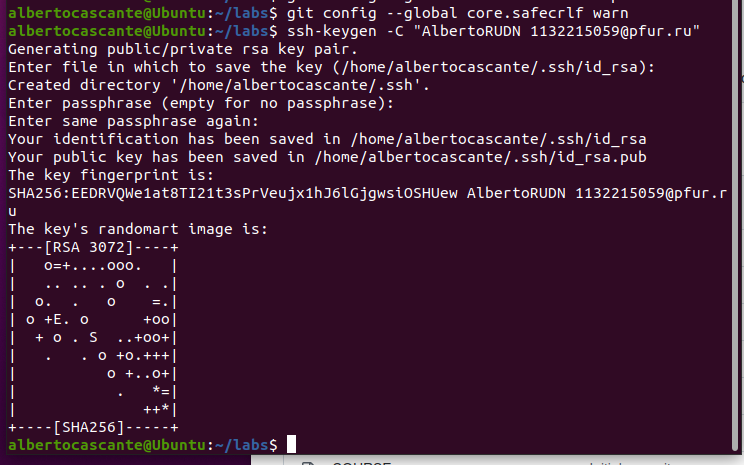 albertocascante@Ubuntu:~/labs$ git config --global core.safecrlf warn
albertocascante@Ubuntu:~/labs$ ssh-keygen -C "AlbertoRUDN 1132215059@pfur.ru"
Generating public/private rsa key pair.
Enter file in which to save the key (/home/albertocascante/.ssh/id_rsa):
Created directory '/home/albertocascante/.ssh'.
Enter passphrase (empty for no passphrase):
Enter same passphrase again:
Your identification has been saved in /home/albertocascante/.ssh/id_rsa
Your public key has been saved in /home/albertocascante/.ssh/id_rsa.pub
The key fingerprint is:
SHA256:EEDRVQWe1at8TI21t3sPrVeujx1hJ6lGjgwsiOSHUew AlbertoRUDN 1132215059@pfur.r
u
The key's randomart image is:
+---[RSA 3072]----+
|    o=+....ooo.   |
|    .. .. . o  . .|
|   o.  .   o    =.|
| o +E. o      +oo|
|  + o . S  ..+oo+|
|   .   . o +o.+++|
|          o +..o+|
|           .   *=|
|              ++*|
+----[SHA256]-----+
albertocascante@Ubuntu:~/labs$